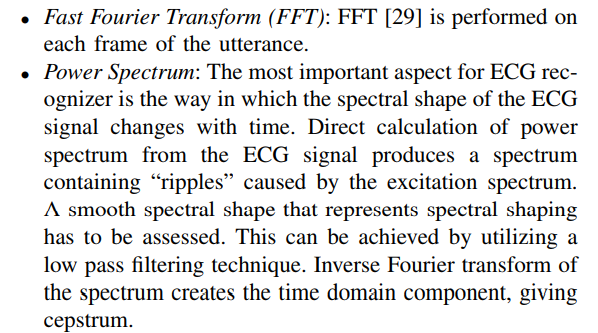 • Fast Fourier Transform (FFT): FFT [29] is performed on
each frame of the utterance.
• Power Spectrum: The most important aspect for ECG rec-
ognizer is the way in which the spectral shape of the ECG
signal changes with time. Direct calculation of power
spectrum from the ECG signal produces a spectrum
containing “ripples” caused by the excitation spectrum.
A smooth spectral shape that represents spectral shaping
has to be assessed. This can be achieved by utilizing a
low pass filtering technique. Inverse Fourier transform of
the spectrum creates the time domain component, giving
cepstrum.